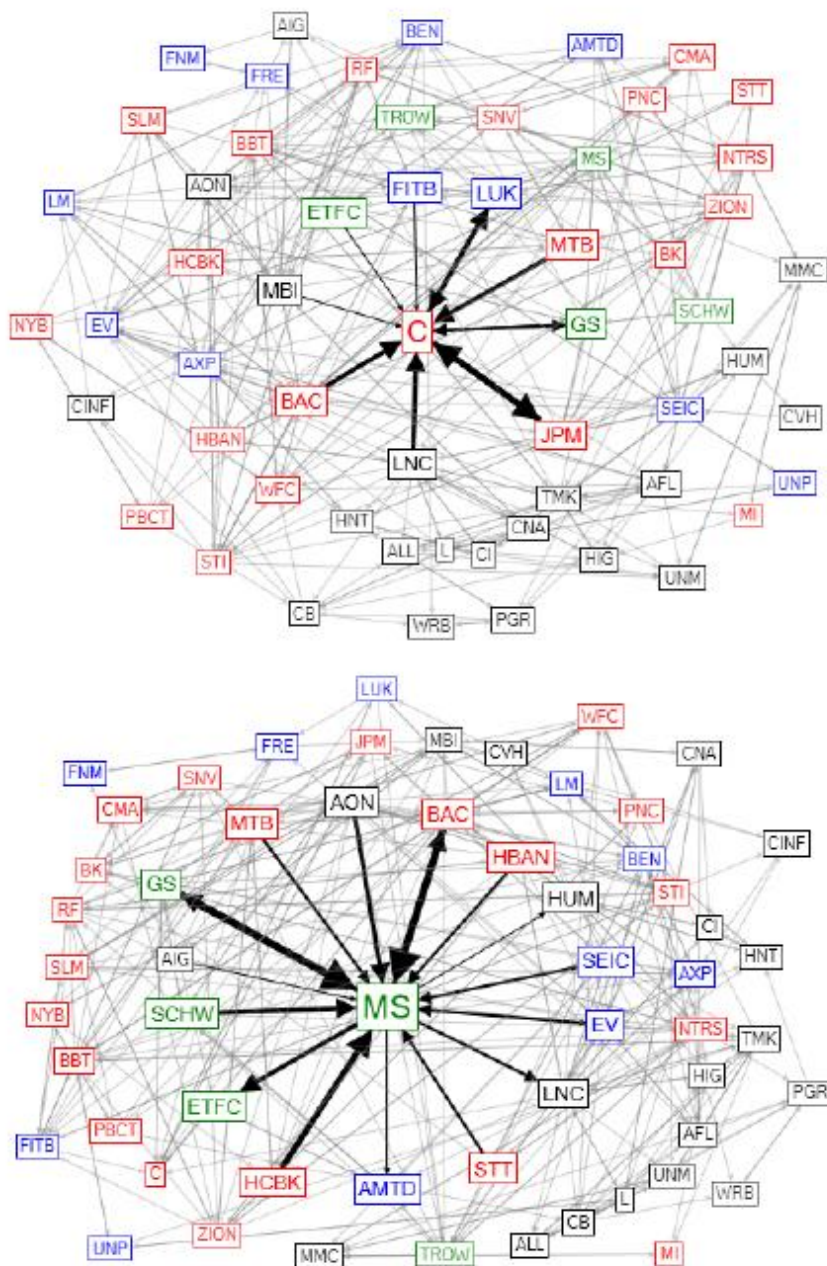 AIG
BEN
AMTD
FNM
CMA
FRE
RF
PNC
STT
SLM
TROW
SNV
BBT
MS
NTRS
AON
FITB
LUK
LM
ETFC
ZION
MTB
BK
HCBK
MMC
MBI
SCHW
NYB
EV
C
GS
AXP
HUM
BAC
CINF
SEIC
CVH
HBAN
JPM
LNC
WFC
TMK
AFL
UNP
PBCT
HNT
CNA
MI
STI
ALL
L
CI
HIG
UNM
CB
WRB
PGR
LUK
WFC
FRE
JPM
MBI
CVH
CNA
FNM
SNV
LM
CMA
MTB
AON
BAC
PNC
CINF
BK
GS
HBAN
BEN
RF
HUM
STI
CI
SLM
AIG
SEIC
AXP
HNT
NYB
SCHW
MS
EV
NTRS
TMK
BBT
HIG
ETFC
LNC
PGR
FITB
PBCT
AFL
C
HCBK
AMTD
STT
UNM
L
WRB
UNP
ZION
MMC
TROW
ALL
CB
MI